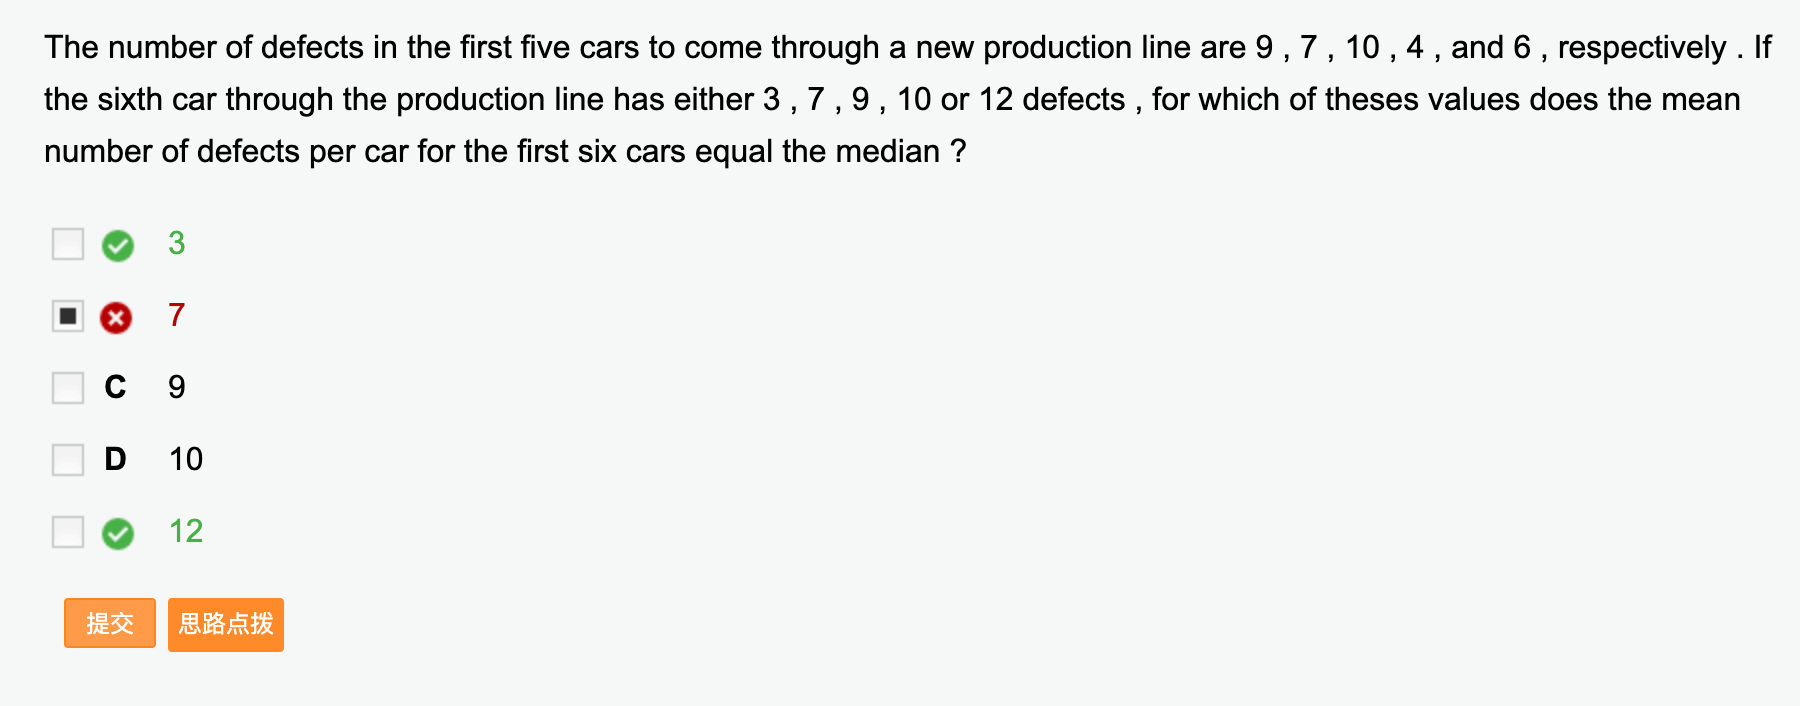 The number of defects in the first five cars to come through a new production line are 9 , 7 , 10 , 4 , and 6 , respectively . If
the sixth car through the production line has either 3 , 7 , 9 , 10 or 12 defects , for which of theses values does the mean
number of defects per car for the first six cars equal the median ?
3
7
C 9
D 10
12
提交 思路点拨